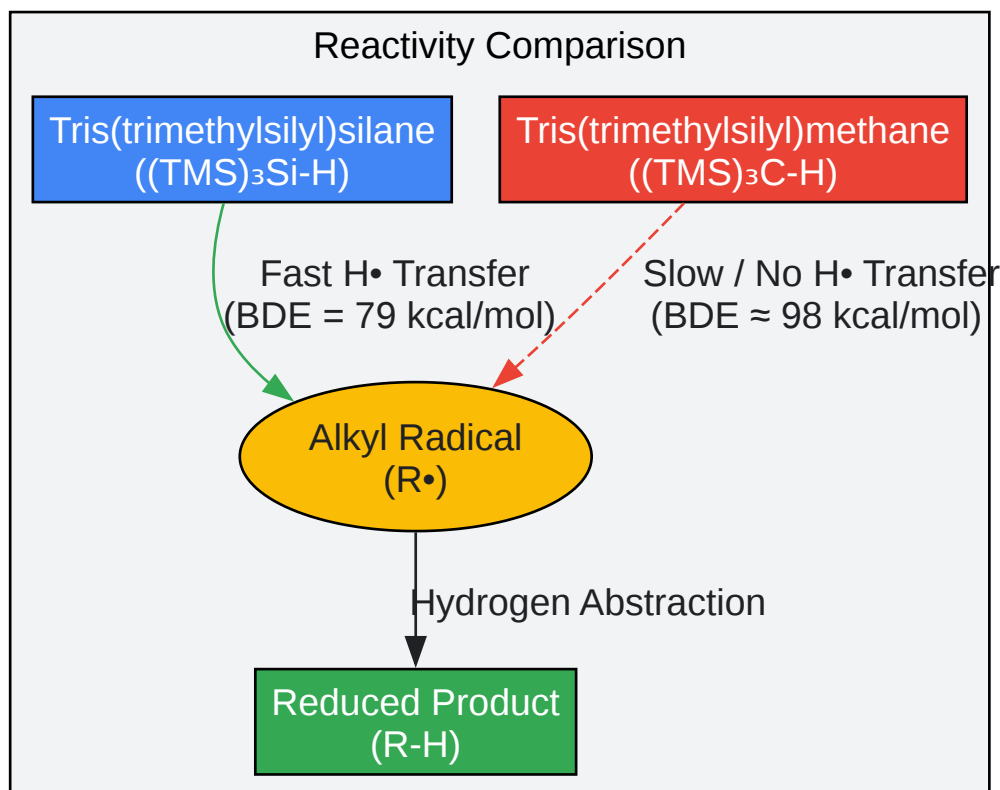 Reactivity Comparison
Tris(trimethylsilyl)silane
((TMS)₃Si-H)
Tris(trimethylsilyl)methane
((TMS)₃C-H)
Fast H• Transfer
(BDE = 79 kcal/mol)
Slow / No H• Transfer
(BDE ≈ 98 kcal/mol)
Alkyl Radical
(R•)
Hydrogen Abstraction
Reduced Product
(R-H)